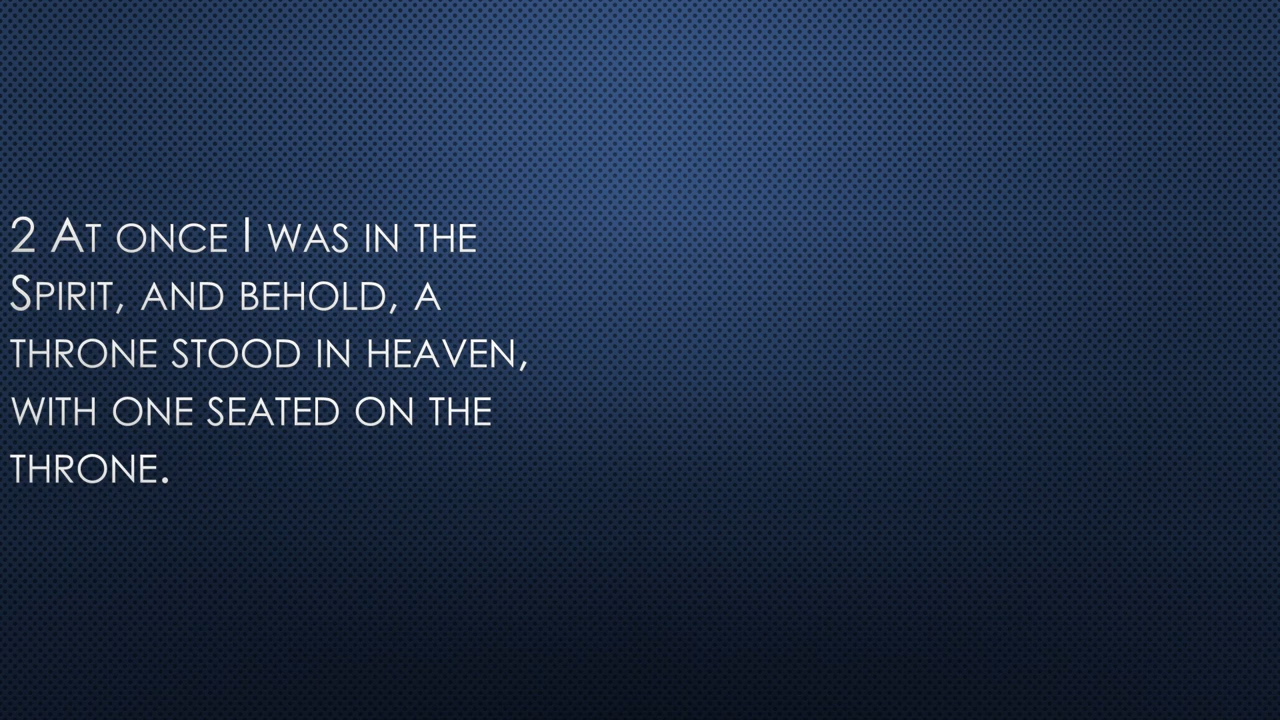 2 At once I was in the
Spirit, and behold, a
throne stood in heaven,
with one seated on the
throne.